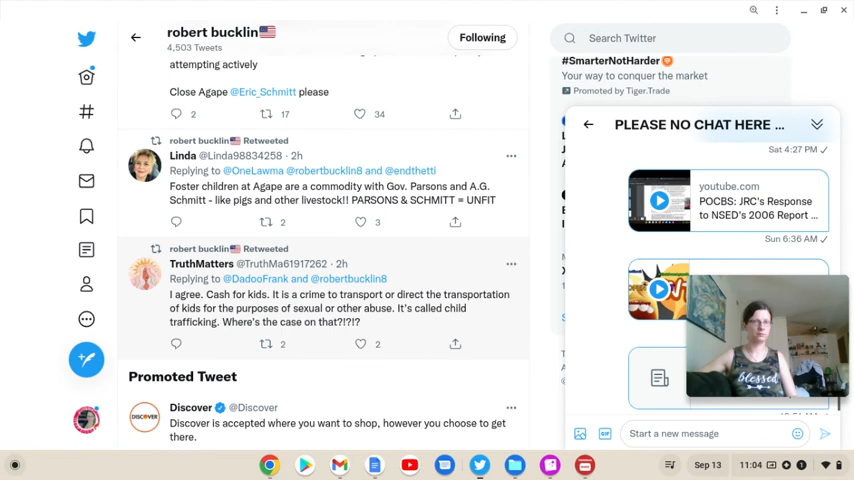 robert bucklin🇺🇸
4,503 Tweets
Following
Search Twitter
attempting actively
Close Agape @Eric_Schmitt please
2 17 34
robert bucklin🇺🇸 Retweeted
Linda @Linda98834258 · 2h
Replying to @OneLawma @robertbucklin8 and @endthetti
Foster children at Agape are a commodity with Gov. Parsons and A.G.
Schmitt - like pigs and other livestock!! PARSONS & SCHMITT = UNFIT
2 3
robert bucklin🇺🇸 Retweeted
TruthMatters @TruthMa61917262 · 2h
Replying to @DadooFrank and @robertbucklin8
I agree. Cash for kids. It is a crime to transport or direct the transportation
of kids for the purposes of sexual or other abuse. It's called child
trafficking. Where's the case on that?!?!?
2 2
Promoted Tweet
Discover @Discover
Discover is accepted where you want to shop, however you choose to get
there.
DISCOVER
#SmarterNotHarder
Your way to conquer the market
Promoted by Tiger.Trade
PLEASE NO CHAT HERE ...
Sat 4:27 PM
youtube.com
POCBS: JRC's Response
to NSED's 2006 Report ...
Sun 6:36 AM
blessed
GIF
Start a new message
Sep 13
11:04
1